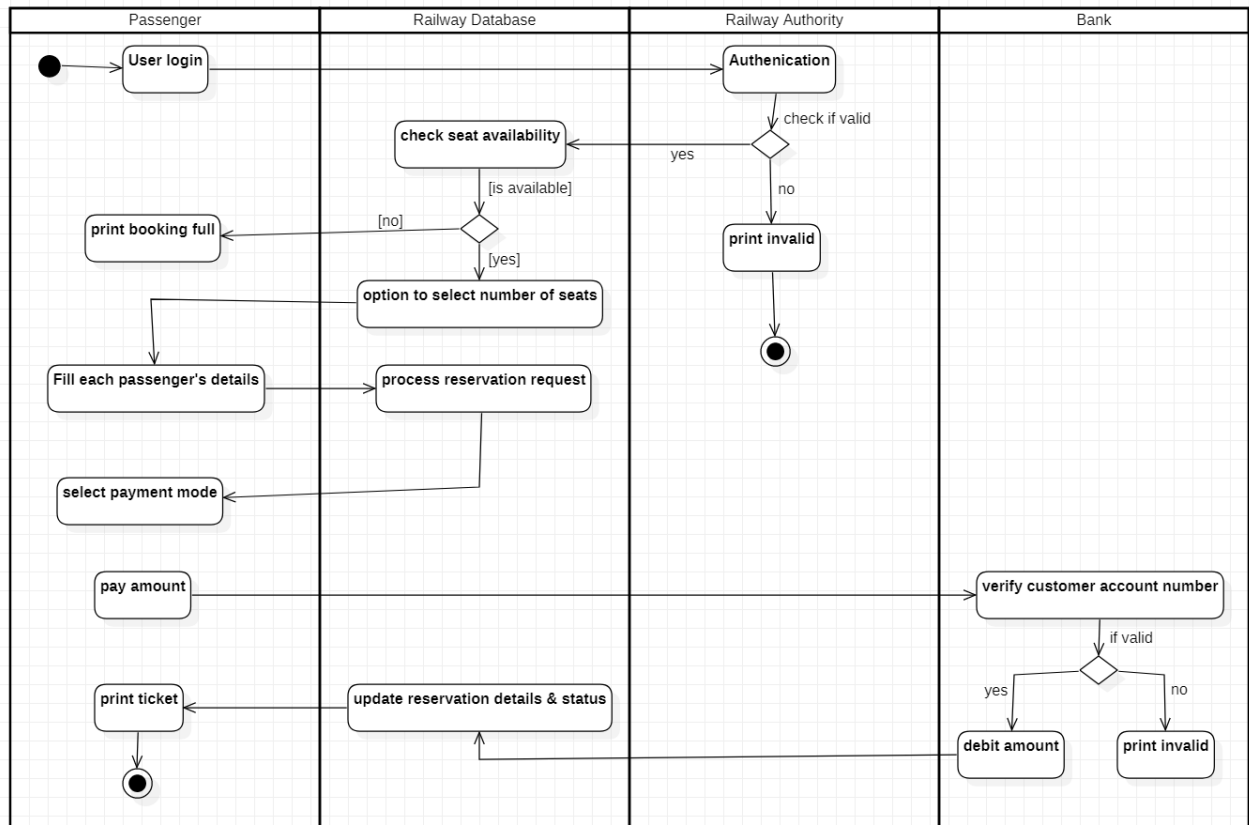 Passenger
Railway Database
Railway Authority
Bank
User login
Authenication
check if valid
check seat availability
yes
[is available]
no
[no]
print booking full
print invalid
[yes]
option to select number of seats
Fill each passenger's details
process reservation request
select payment mode
pay amount
verify customer account number
if valid
yes
no
print ticket
update reservation details & status
debit amount
print invalid